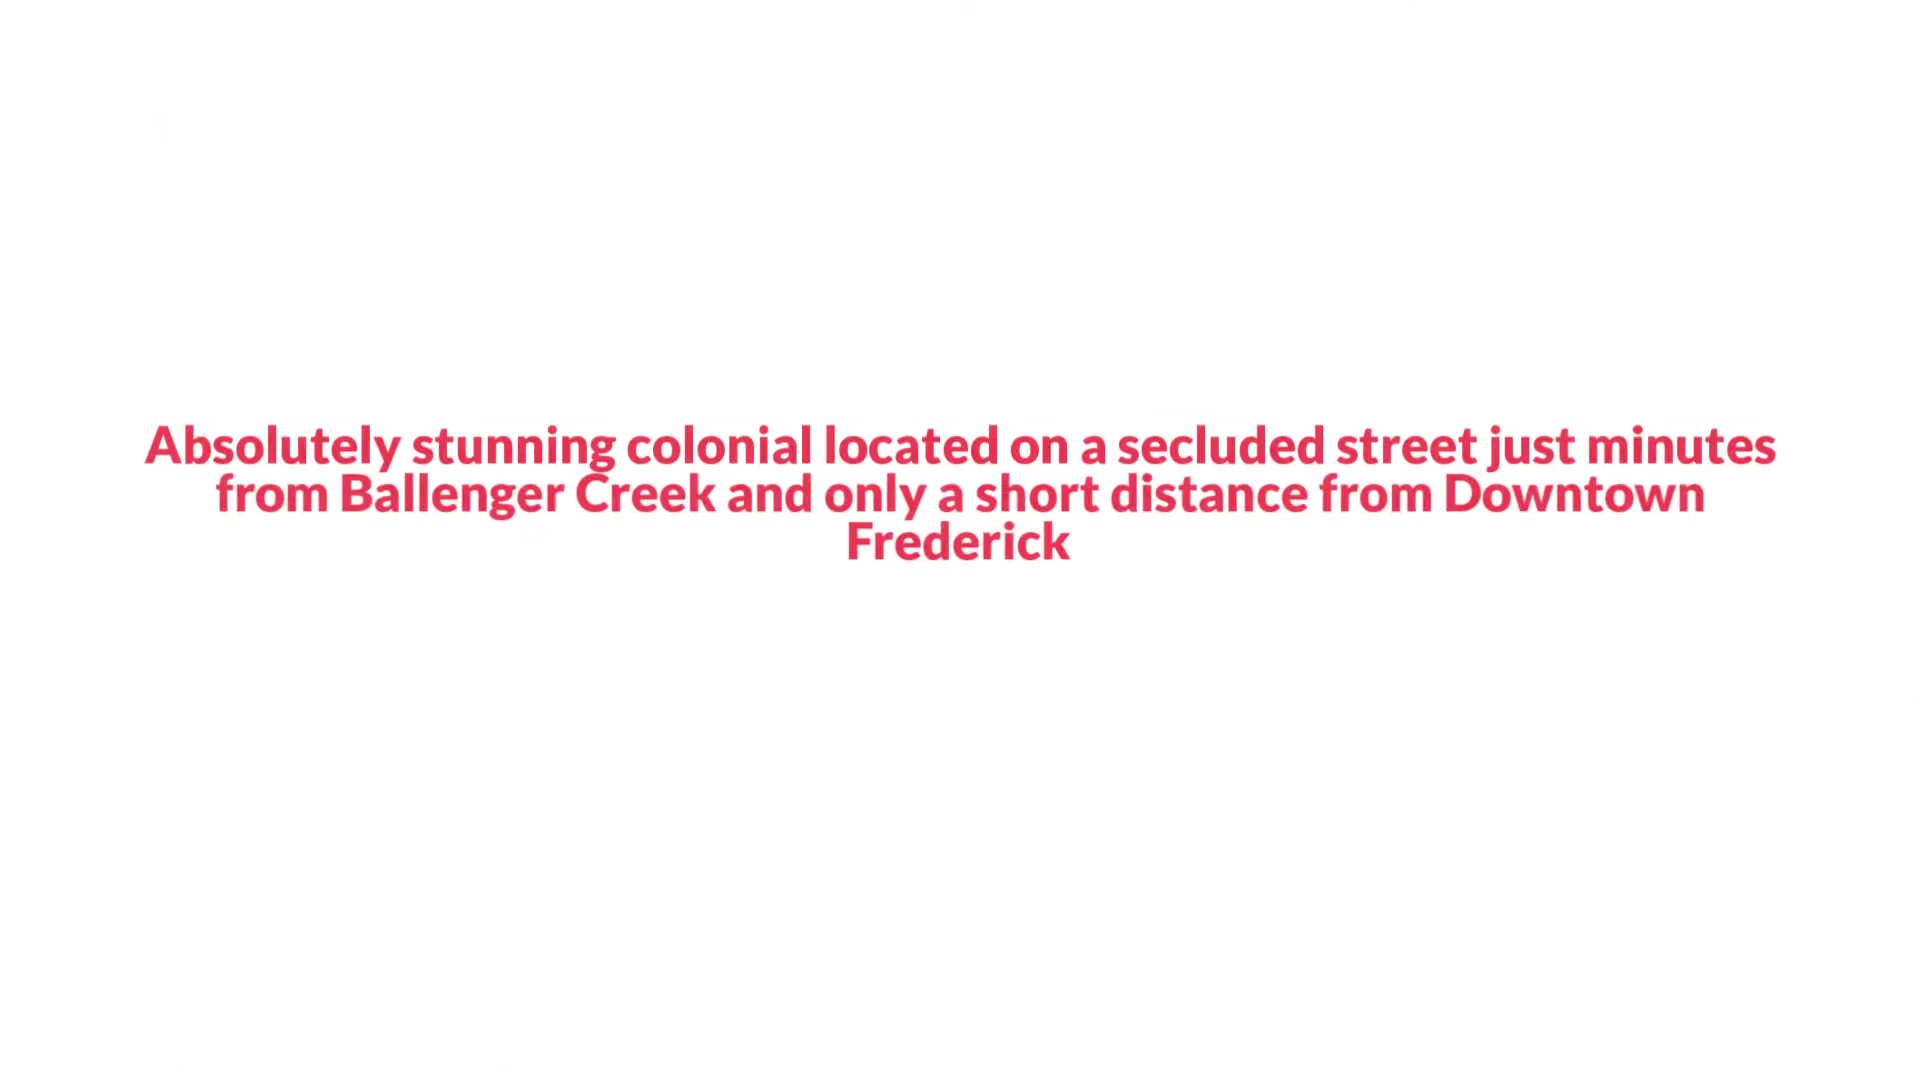 Absolutely stunning colonial located on a secluded street just minutes
from Ballenger Creek and only a short distance from Downtown
Frederick